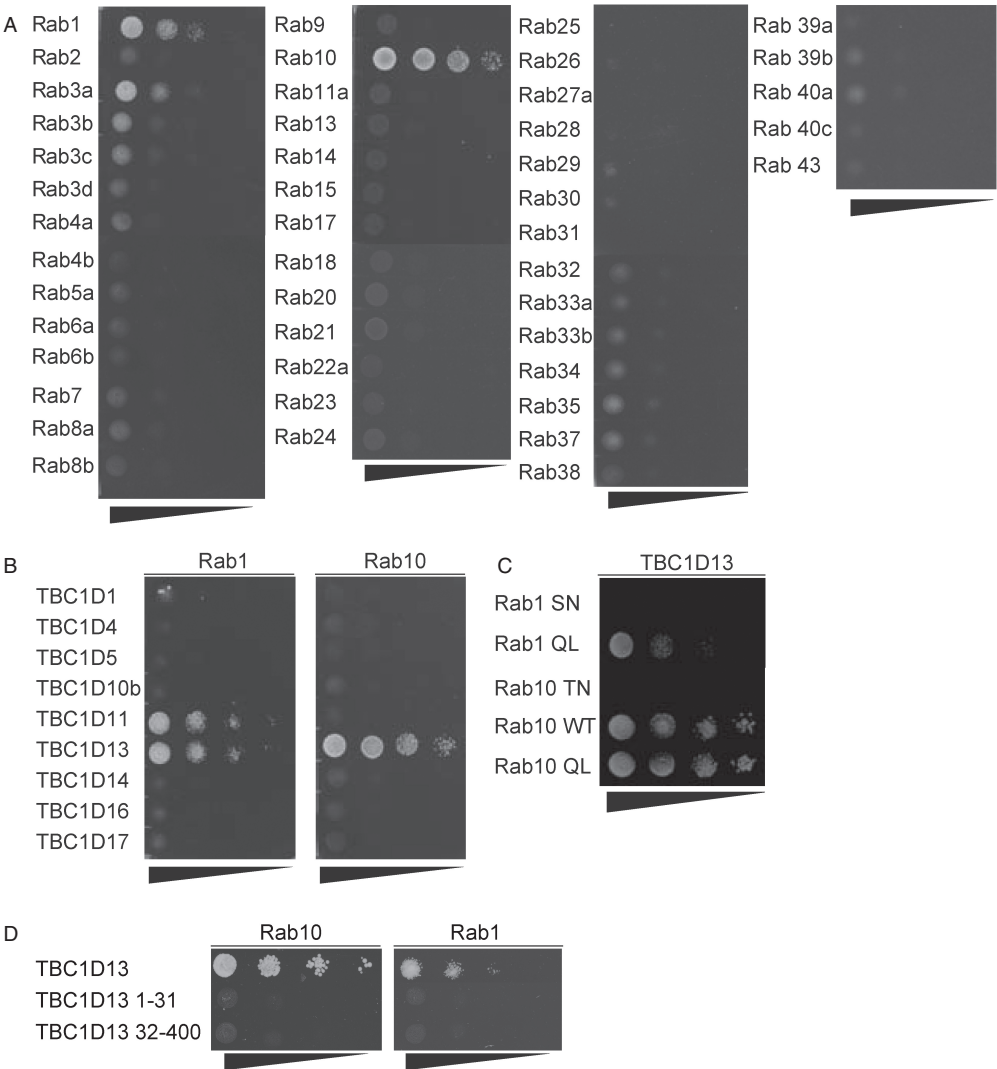 A
Rab1
Rab2
Rab3a
Rab3b
Rab3c
Rab3d
Rab4a
Rab4b
Rab5a
Rab6a
Rab6b
Rab7
Rab8a
Rab8b
Rab9
Rab10
Rab11a
Rab13
Rab14
Rab15
Rab17
Rab18
Rab20
Rab21
Rab22a
Rab23
Rab24
Rab25
Rab26
Rab27a
Rab28
Rab29
Rab30
Rab31
Rab32
Rab33a
Rab33b
Rab34
Rab35
Rab37
Rab38
Rab 39a
Rab 39b
Rab 40a
Rab 40c
Rab 43
B
Rab1 Rab10
TBC1D1
TBC1D4
TBC1D5
TBC1D10b
TBC1D11
TBC1D13
TBC1D14
TBC1D16
TBC1D17
C
TBC1D13
Rab1 SN
Rab1 QL
Rab10 TN
Rab10 WT
Rab10 QL
D
Rab10 Rab1
TBC1D13
TBC1D13 1-31
TBC1D13 32-400